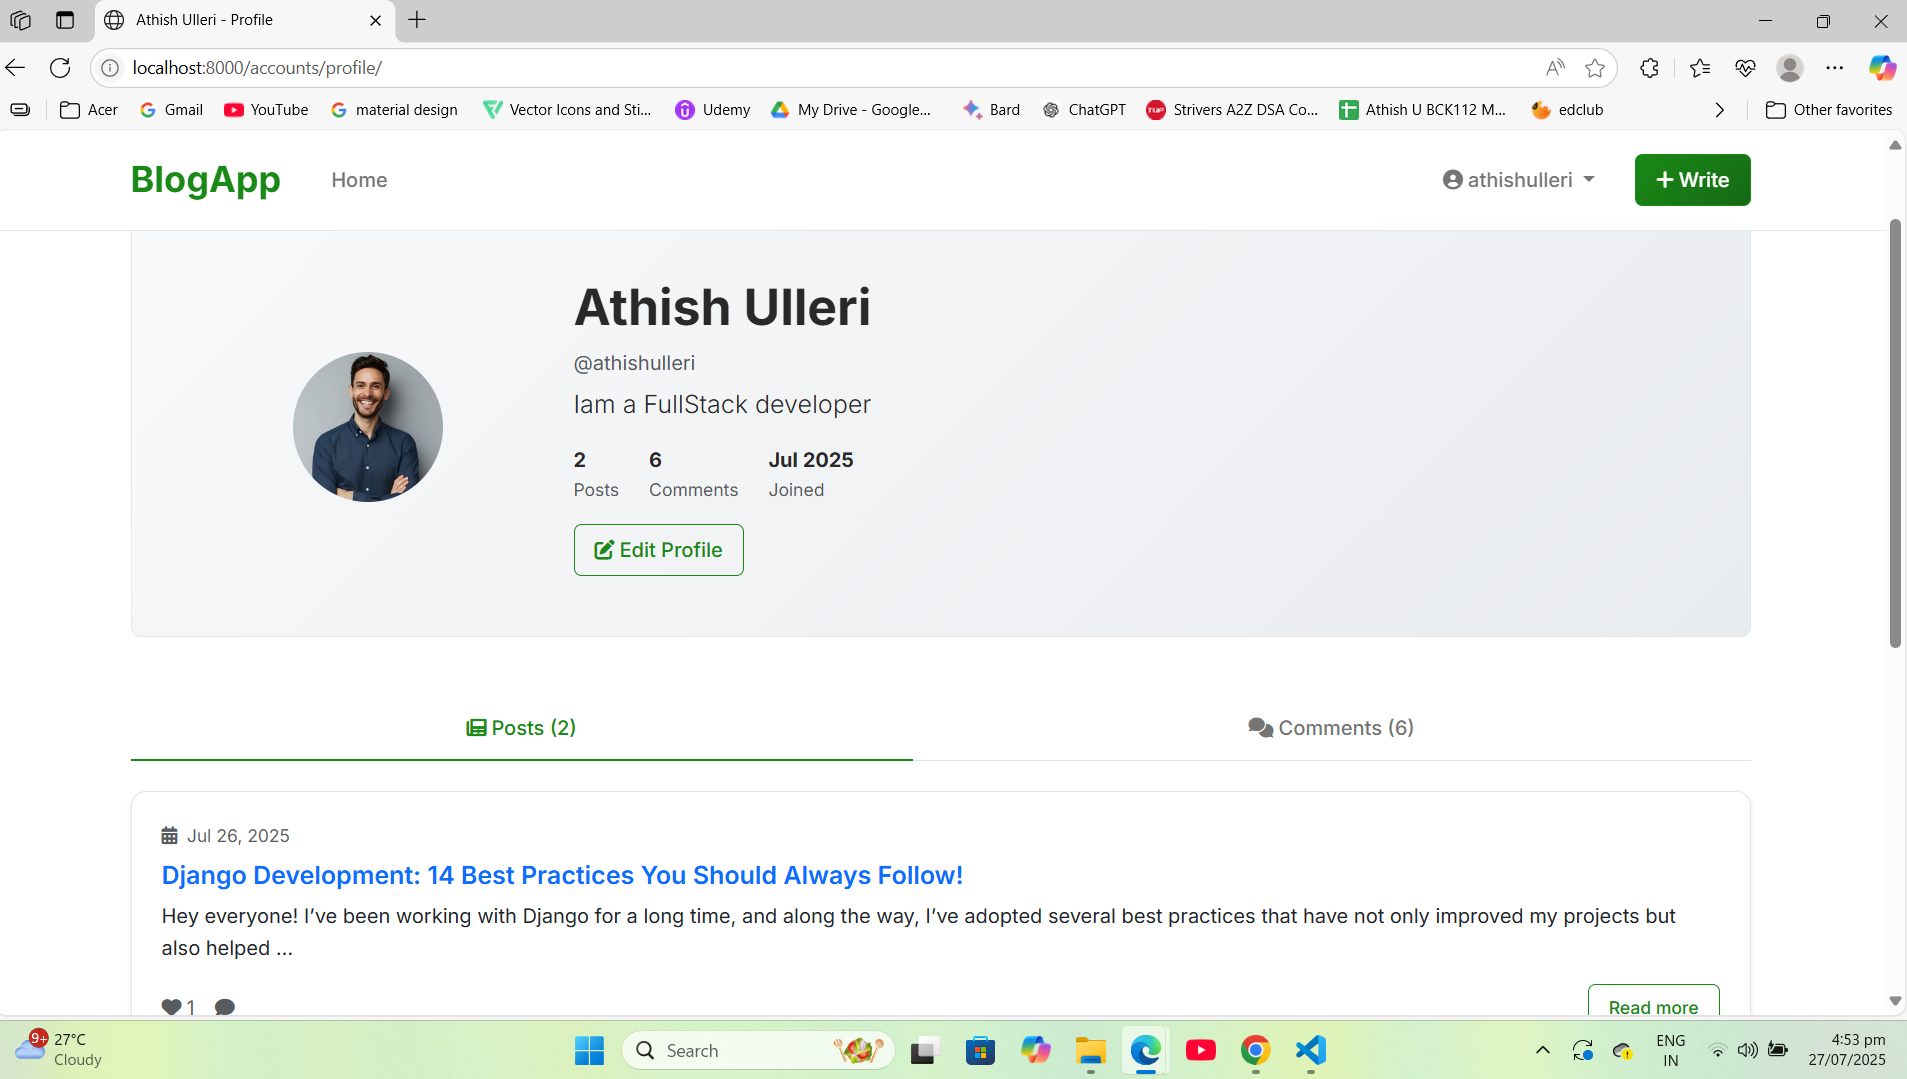 Athish Ulleri - Profile
localhost:8000/accounts/profile/
Acer Gmail YouTube material design Vector Icons and Sti... Udemy My Drive - Google... Bard ChatGPT Strivers A2Z DSA Co... Athish U BCK112 M... edclub Other favorites
BlogApp Home athishulleri + Write
Athish Ulleri
@athishulleri
Iam a FullStack developer
2 6 Jul 2025
Posts Comments Joined
Edit Profile
Posts (2) Comments (6)
Jul 26, 2025
Django Development: 14 Best Practices You Should Always Follow!
Hey everyone! I’ve been working with Django for a long time, and along the way, I’ve adopted several best practices that have not only improved my projects but
also helped ...
1 Read more
9+ 27°C
Cloudy
Search
ENG
IN
4:53 pm
27/07/2025